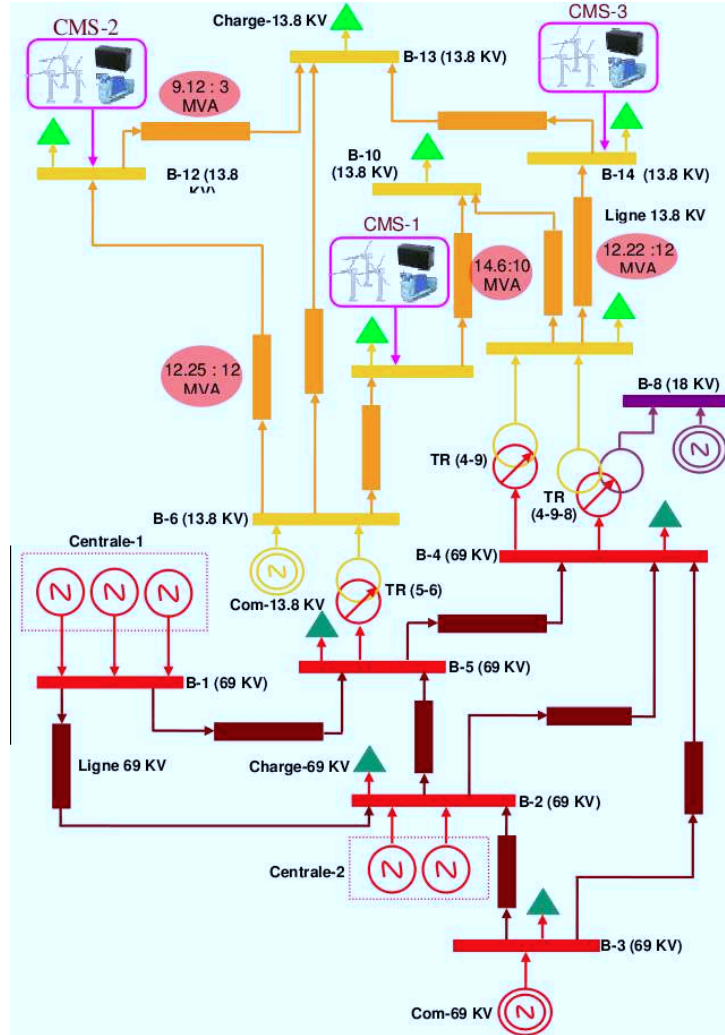 Charge-13.8 KV
CMS-2
CMS-3
B-13 (13.8 KV)
9.12 : 3
MVA
B-10
(13.8 KV)
B-12 (13.8
B-14 (13.8 KV)
CMS-1
Ligne 13.8 KV
14.6:10
MVA
12.22 :12
MVA
12.25 : 12
MVA
B-8 (18 KV)
TR (4-9)
TR
(4-9-8)
B-6 (13.8 KV)
Centrale-1
B-4 (69 KV)
Com-13.8 KV
TR (5-6)
B-5 (69 KV)
B-1 (69 KV)
Ligne 69 KV
Charge-69 KV
B-2 (69 KV)
Centrale-2
B-3 (69 KV)
Com-69 KV